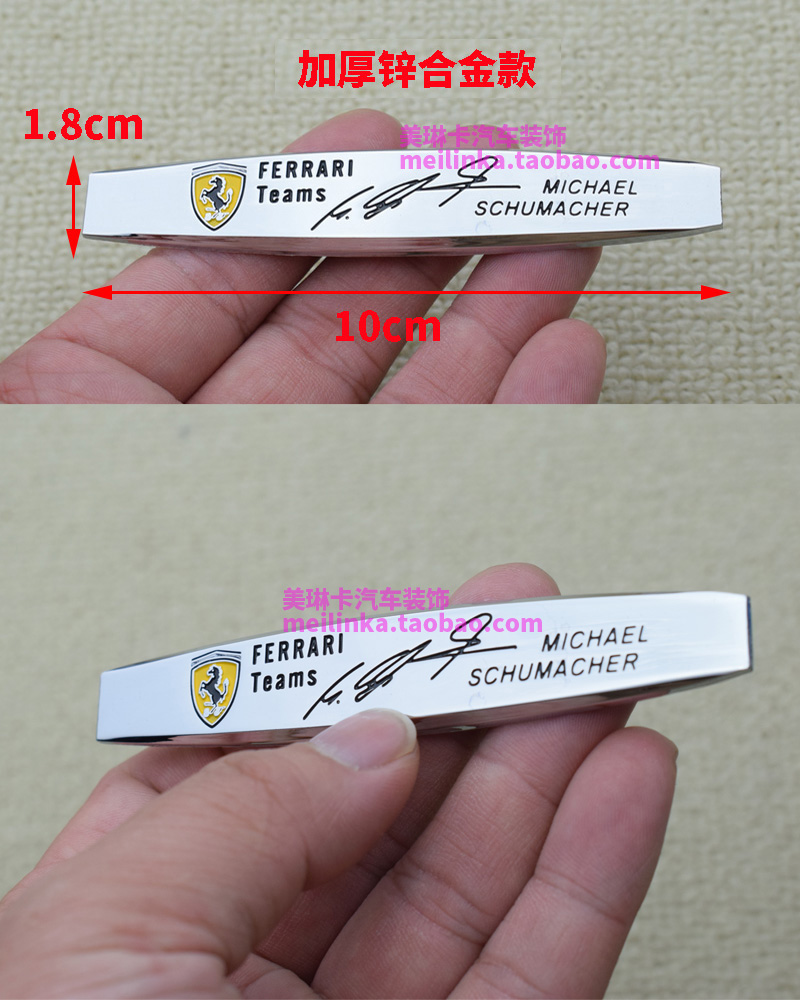 加厚锌合金款
1.8cm
美琳卡汽车装饰
meilinka.taobao.com
FERRARI
Teams
MICHAEL
SCHUMACHER
10cm
美琳卡汽车装饰
meilinka.taobao.com
FERRARI
Teams
MICHAEL
SCHUMACHER